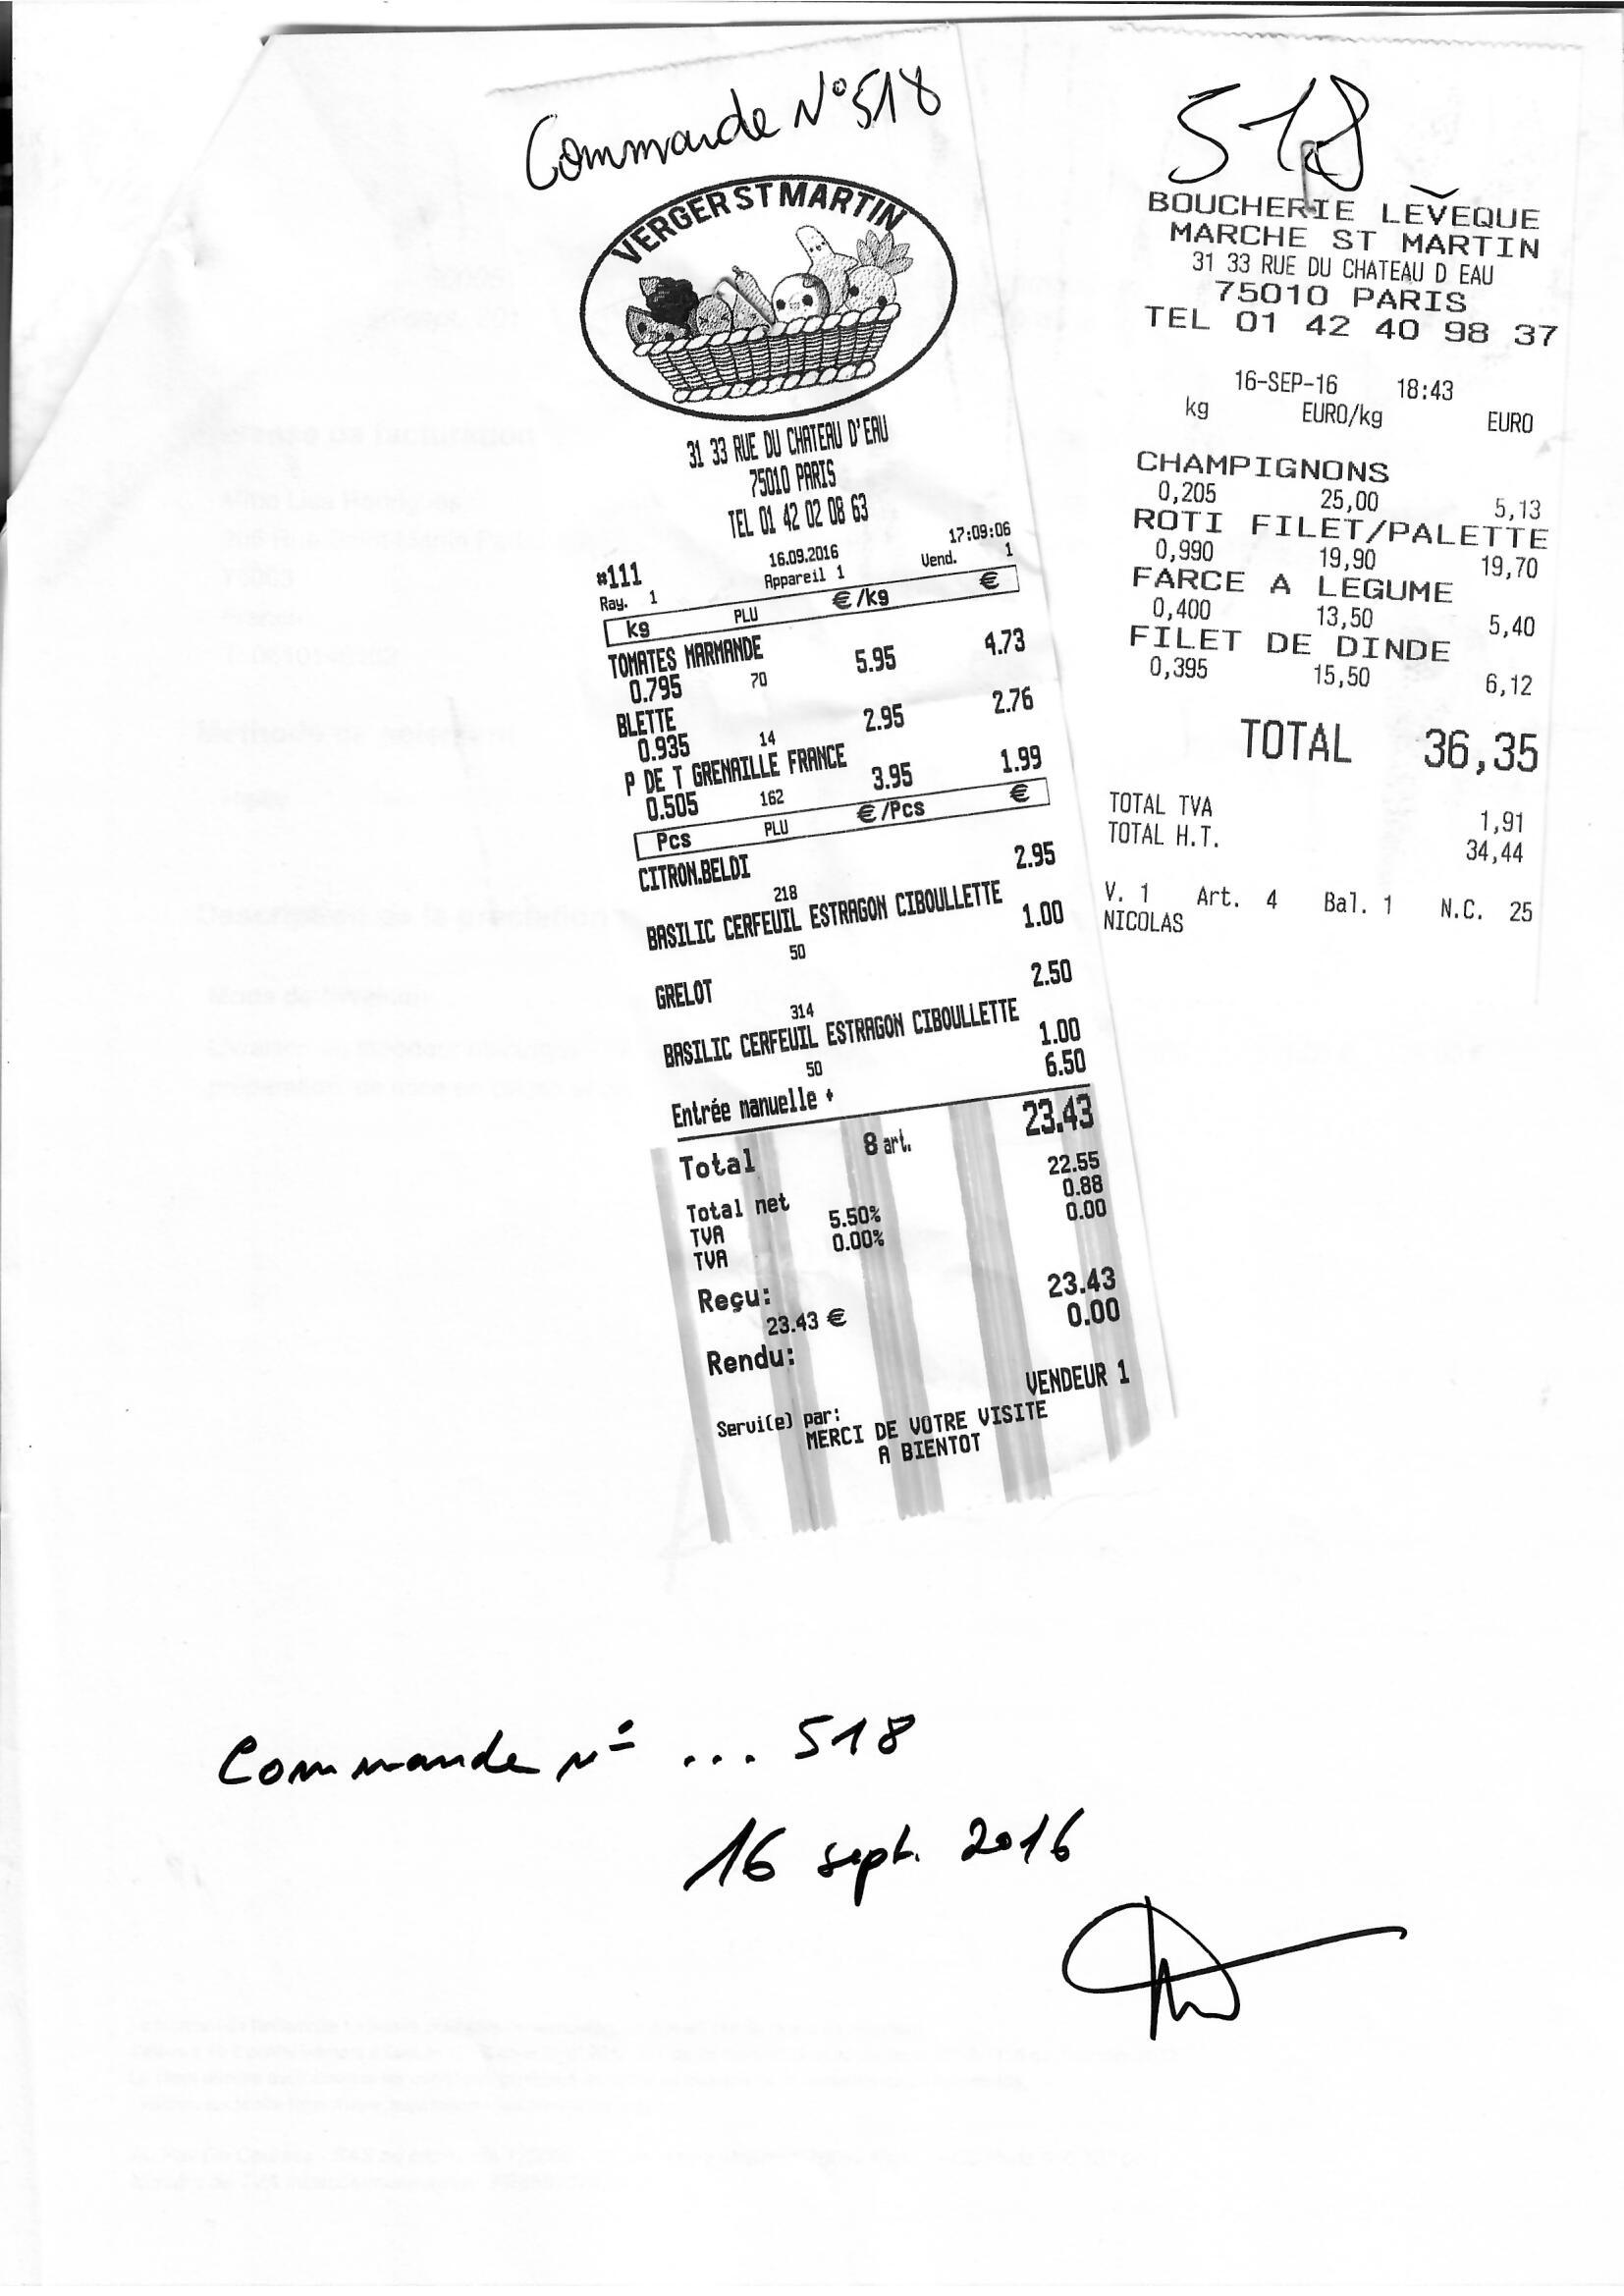 Commande N° 518
VERGER ST MARTIN
31 33 RUE DU CHATEAU D'EAU
75010 PARIS
TEL 01 42 02 08 63
16.09.2016 17:09:06
#111 Appareil 1 Vend. 1
Ray. 1
kg PLU €/kg €
TOMATES MARMANDE
0.795 70 5.95 4.73
BLETTE
0.935 14 2.95 2.76
P DE T GRENAILLE FRANCE
0.505 162 3.95 1.99
Pcs PLU €/Pcs €
CITRON.BELDI
218 2.95
BASILIC CERFEUIL ESTRAGON CIBOULLETTE
50 1.00
GRELOT
314 2.50
BASILIC CERFEUIL ESTRAGON CIBOULLETTE
50 1.00
Entrée manuelle + 6.50
Total 8 art. 23.43
Total net 22.55
TVA 5.50% 0.88
TVA 0.00% 0.00
Reçu: 23.43
23.43 €
Rendu: 0.00
VENDEUR 1
Servi(e) par:
MERCI DE VOTRE VISITE
A BIENTOT
518
BOUCHERIE LEVEQUE
MARCHE ST MARTIN
31 33 RUE DU CHATEAU D EAU
75010 PARIS
TEL 01 42 40 98 37
16-SEP-16 18:43
kg EURO/kg EURO
CHAMPIGNONS
0,205 25,00 5,13
ROTI FILET/PALETTE
0,990 19,90 19,70
FARCE A LEGUME
0,400 13,50 5,40
FILET DE DINDE
0,395 15,50 6,12
TOTAL 36,35
TOTAL TVA 1,91
TOTAL H.T. 34,44
V. 1 Art. 4 Bal. 1 N.C. 25
NICOLAS
Commande N° ... 518
16 sept. 2016